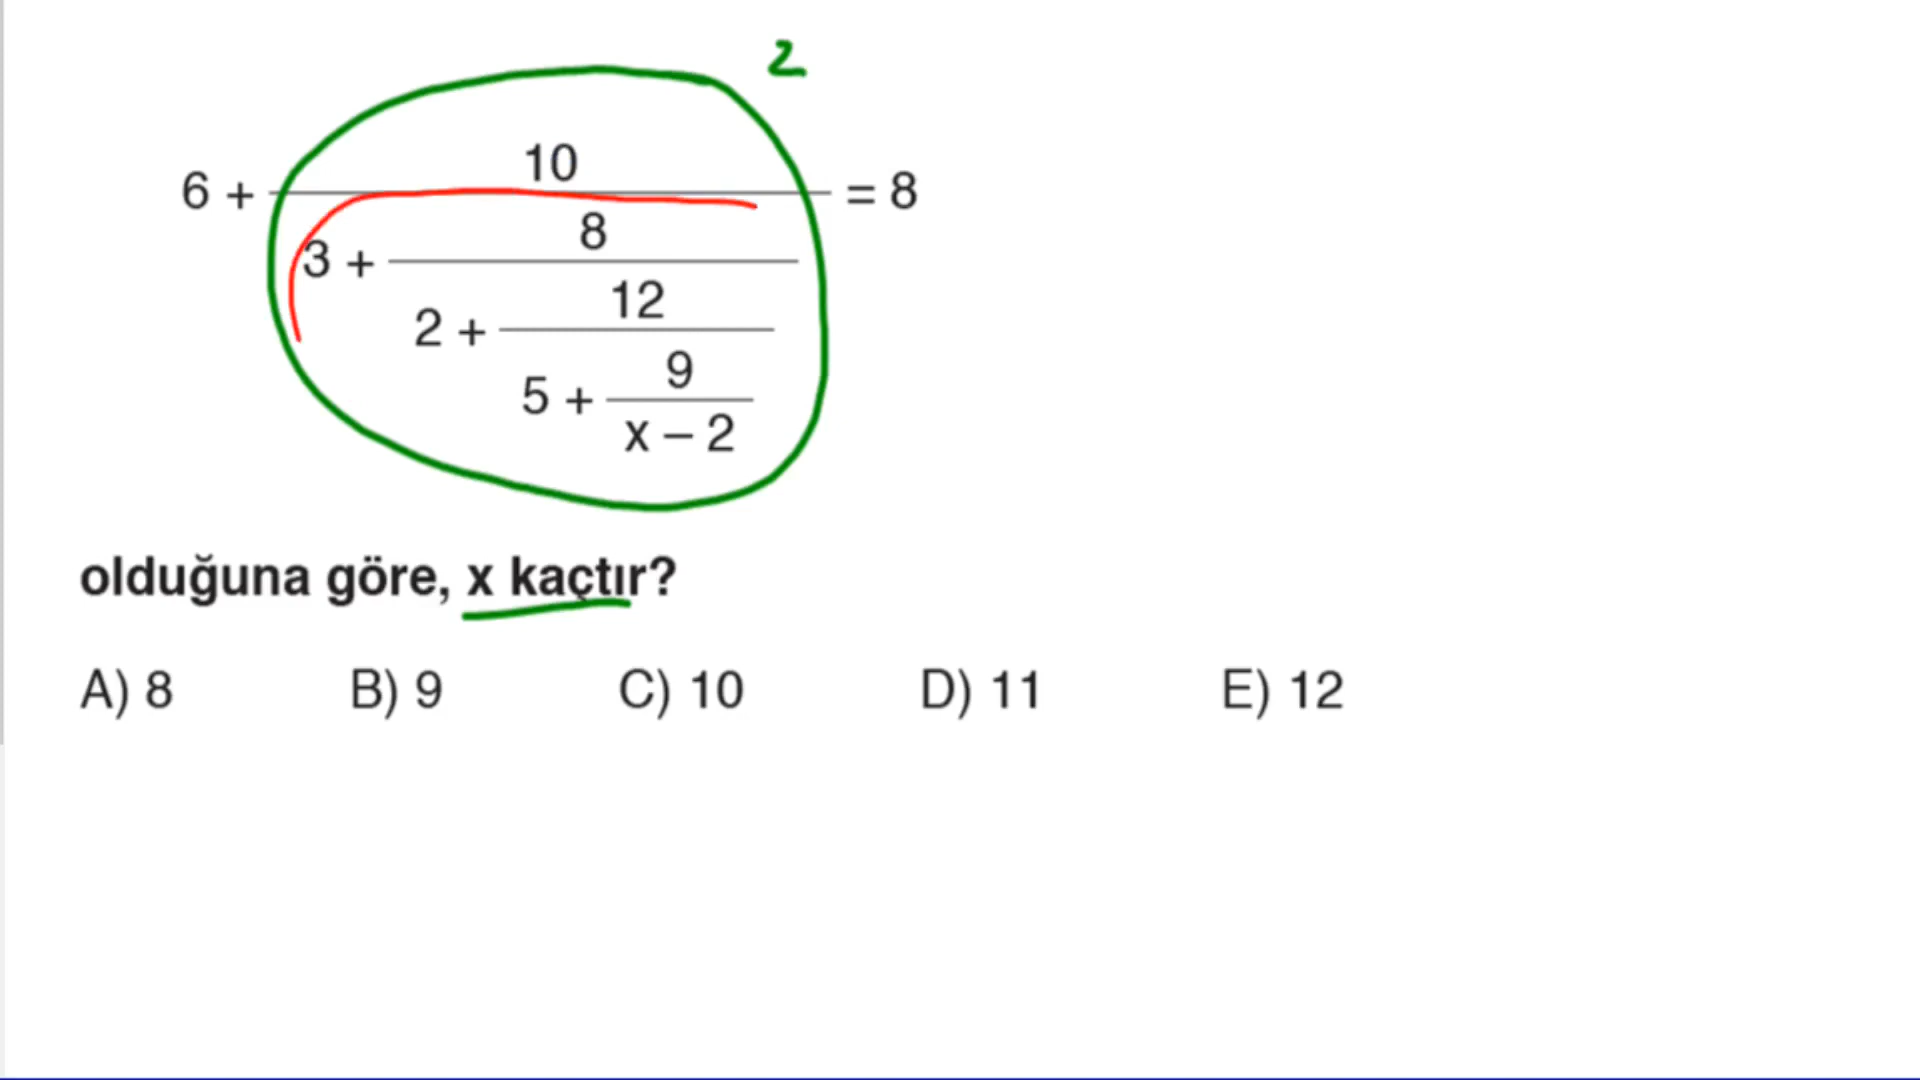 2
10
6 + = 8
8
3 +
12
2 +
9
5 +
x – 2
olduğuna göre, x kaçtır?
A) 8 B) 9 C) 10 D) 11 E) 12